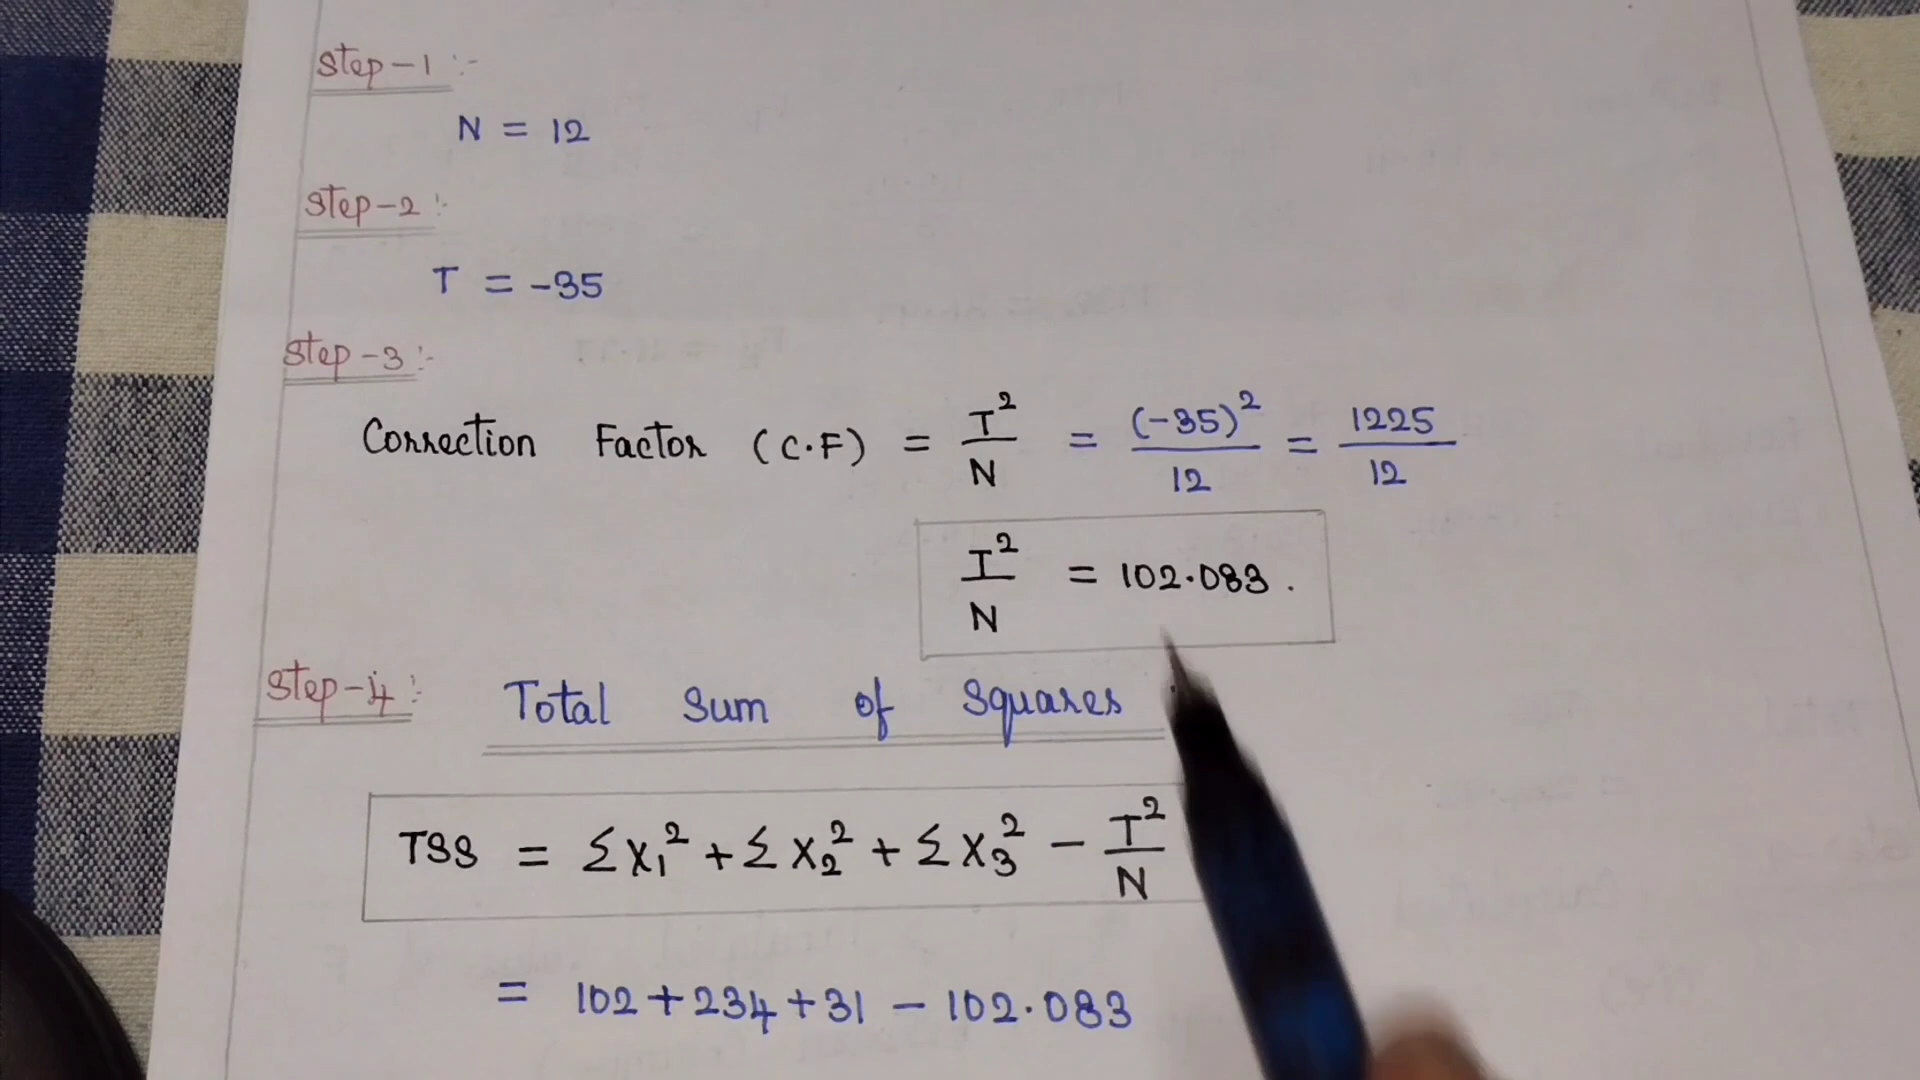 Step-1 :-
N = 12
Step-2 :-
T = -35
Step-3 :-
Correction Factor (C.F) = T²/N = (-35)²/12 = 1225/12
T²/N = 102.083.
Step-4 :- Total Sum of Squares
TSS = ΣX₁² + ΣX₂² + ΣX₃² - T²/N
= 102 + 234 + 31 - 102.083